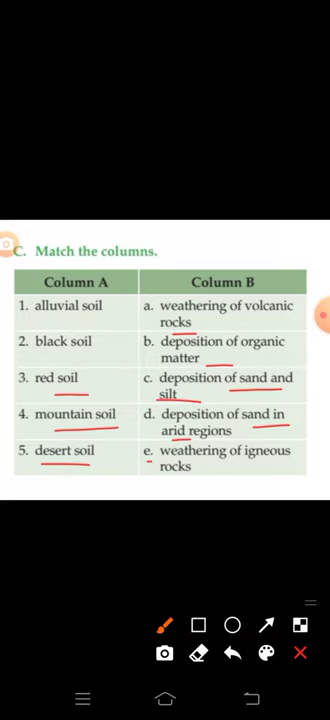 C. Match the columns.
Column A Column B
1. alluvial soil a. weathering of volcanic
rocks
2. black soil b. deposition of organic
matter
3. red soil c. deposition of sand and
silt
4. mountain soil d. deposition of sand in
arid regions
5. desert soil e. weathering of igneous
rocks